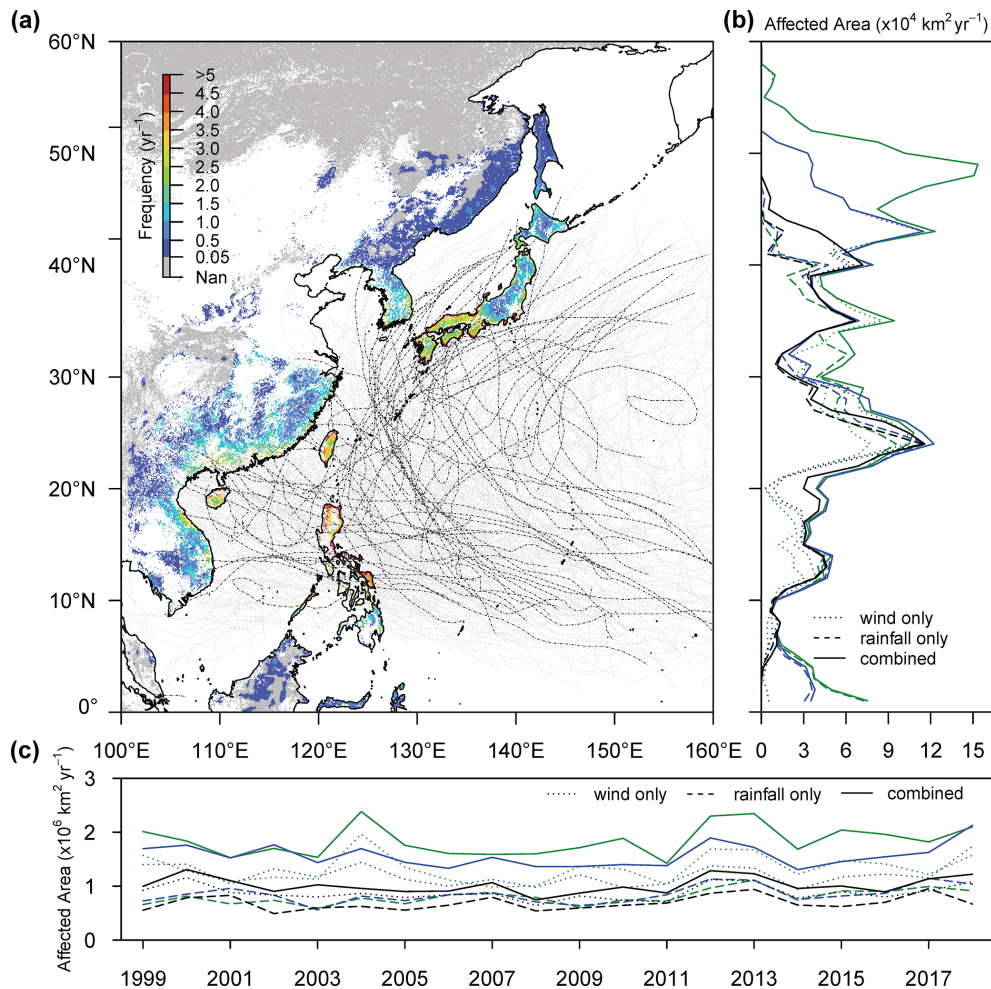 (a)
(b) Affected Area (x10⁴ km² yr⁻¹)
60°N
50°N
40°N
30°N
20°N
10°N
0°
Frequency (yr⁻¹)
>5
4.5
4.0
3.5
3.0
2.0
1.5
1.0
0.5
0.05
Nan
wind only
rainfall only
combined
100°E 110°E 120°E 130°E 140°E 150°E 160°E
0 3 6 9 12 15
(c)
Affected Area (x10⁶ km² yr⁻¹)
3
2
1
0
wind only rainfall only combined
1999 2001 2003 2005 2007 2009 2011 2013 2015 2017